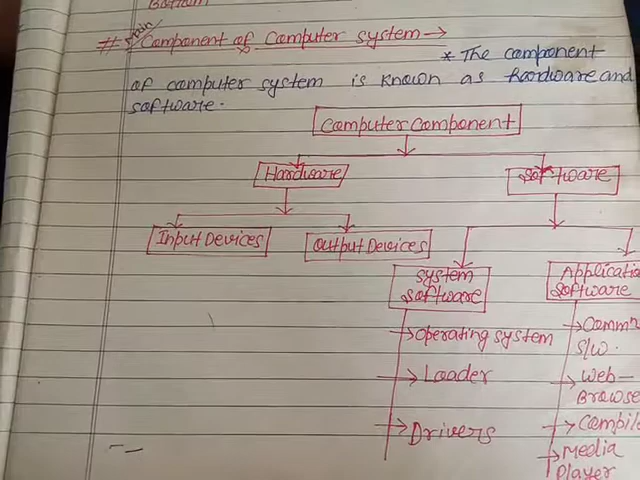 # Main Component of Computer system →
* The component
of computer system is known as hardware and
software.
Computer Component
Hardware
Software
Input Devices
Output Devices
System
Software
Applicatio
Software
→ operating system
→ Loader
→ Drivers
→ Comm
S/W.
→ Web-
Browse
→ Compile
→ Media
Player